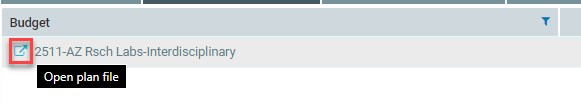 Budget
2511-AZ Rsch Labs-Interdisciplinary
Open plan file